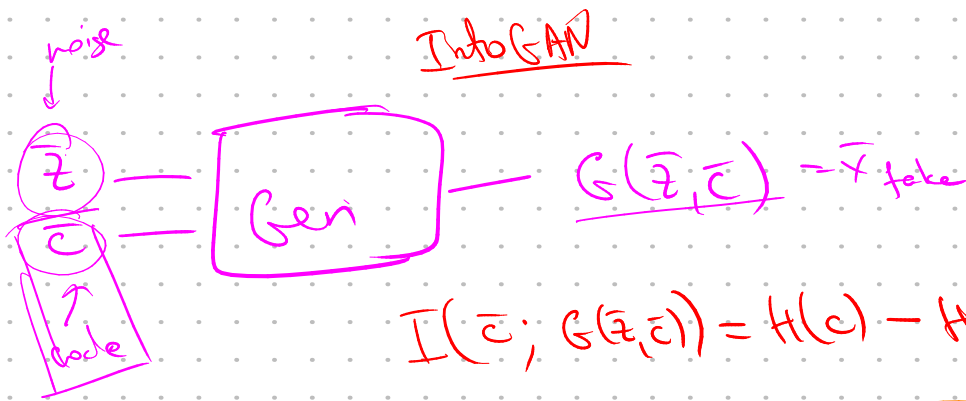 noise
InfoGAN
z̄
Gen
G(z̄,c̄) = x̄ fake
c̄
code
I(c̄; G(z̄,c̄)) = H(c) - H